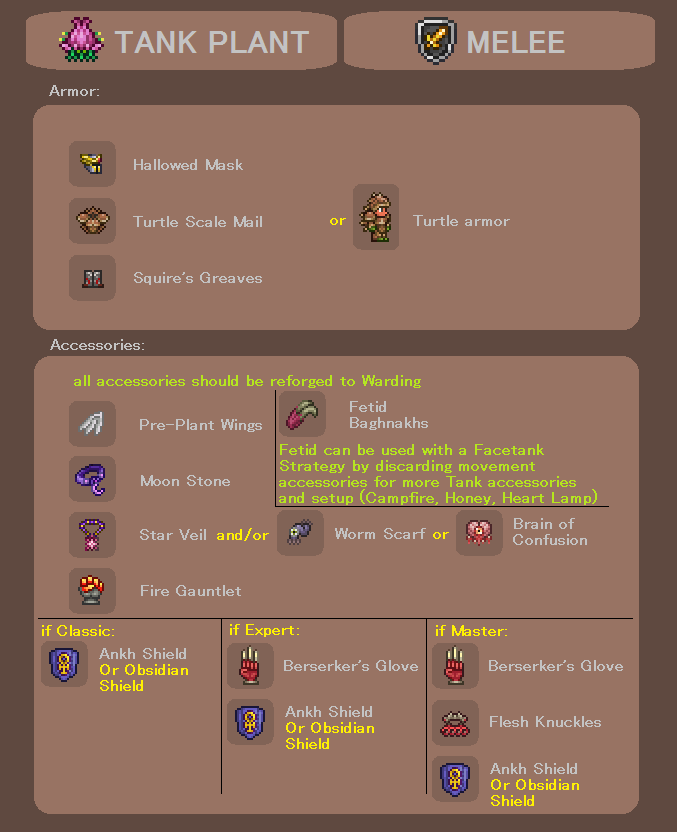 TANK PLANT
MELEE
Armor:
Hallowed Mask
Turtle Scale Mail
or
Turtle armor
Squire's Greaves
Accessories:
all accessories should be reforged to Warding
Pre-Plant Wings
Fetid
Baghnakhs
Fetid can be used with a Facetank
Strategy by discarding movement
accessories for more Tank accessories
and setup (Campfire, Honey, Heart Lamp)
Moon Stone
Star Veil and/or
Worm Scarf or
Brain of
Confusion
Fire Gauntlet
if Classic:
Ankh Shield
Or Obsidian
Shield
if Expert:
Berserker's Glove
Ankh Shield
Or Obsidian
Shield
if Master:
Berserker's Glove
Flesh Knuckles
Ankh Shield
Or Obsidian
Shield